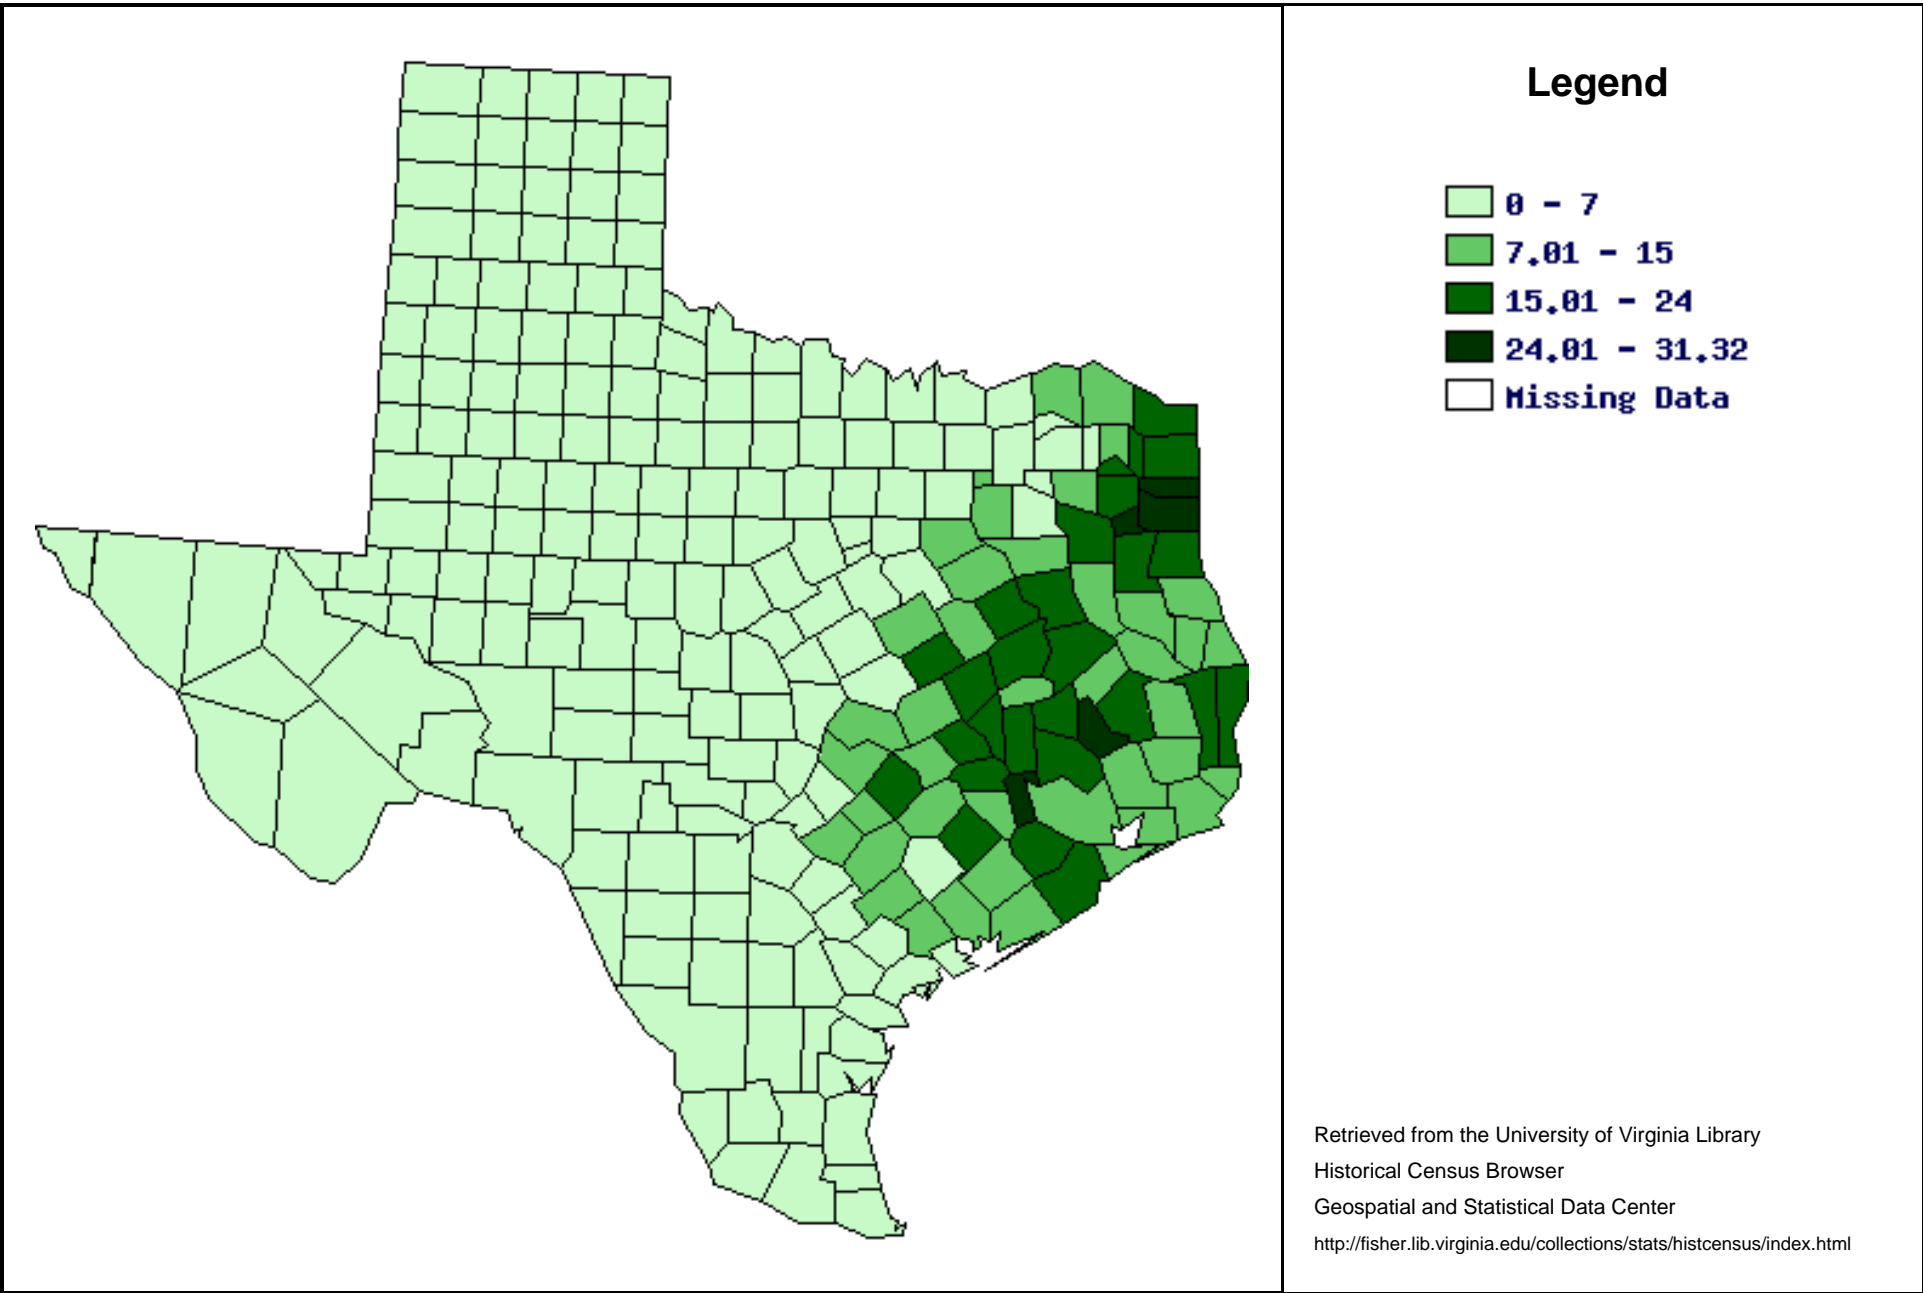 Legend
0 - 7
7.01 - 15
15.01 - 24
24.01 - 31.32
Missing Data
Retrieved from the University of Virginia Library
Historical Census Browser
Geospatial and Statistical Data Center
http://fisher.lib.virginia.edu/collections/stats/histcensus/index.html